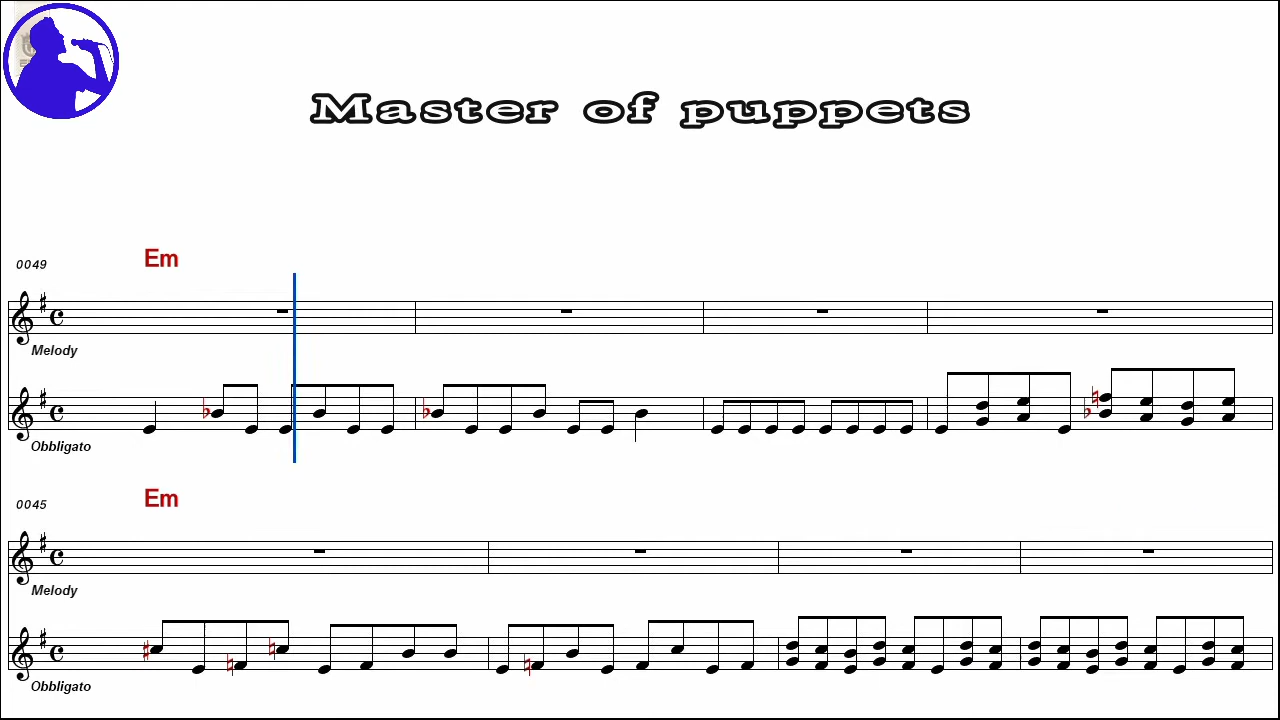 Master of puppets
0049
Em
Melody
Obbligato
0045
Em
Melody
Obbligato